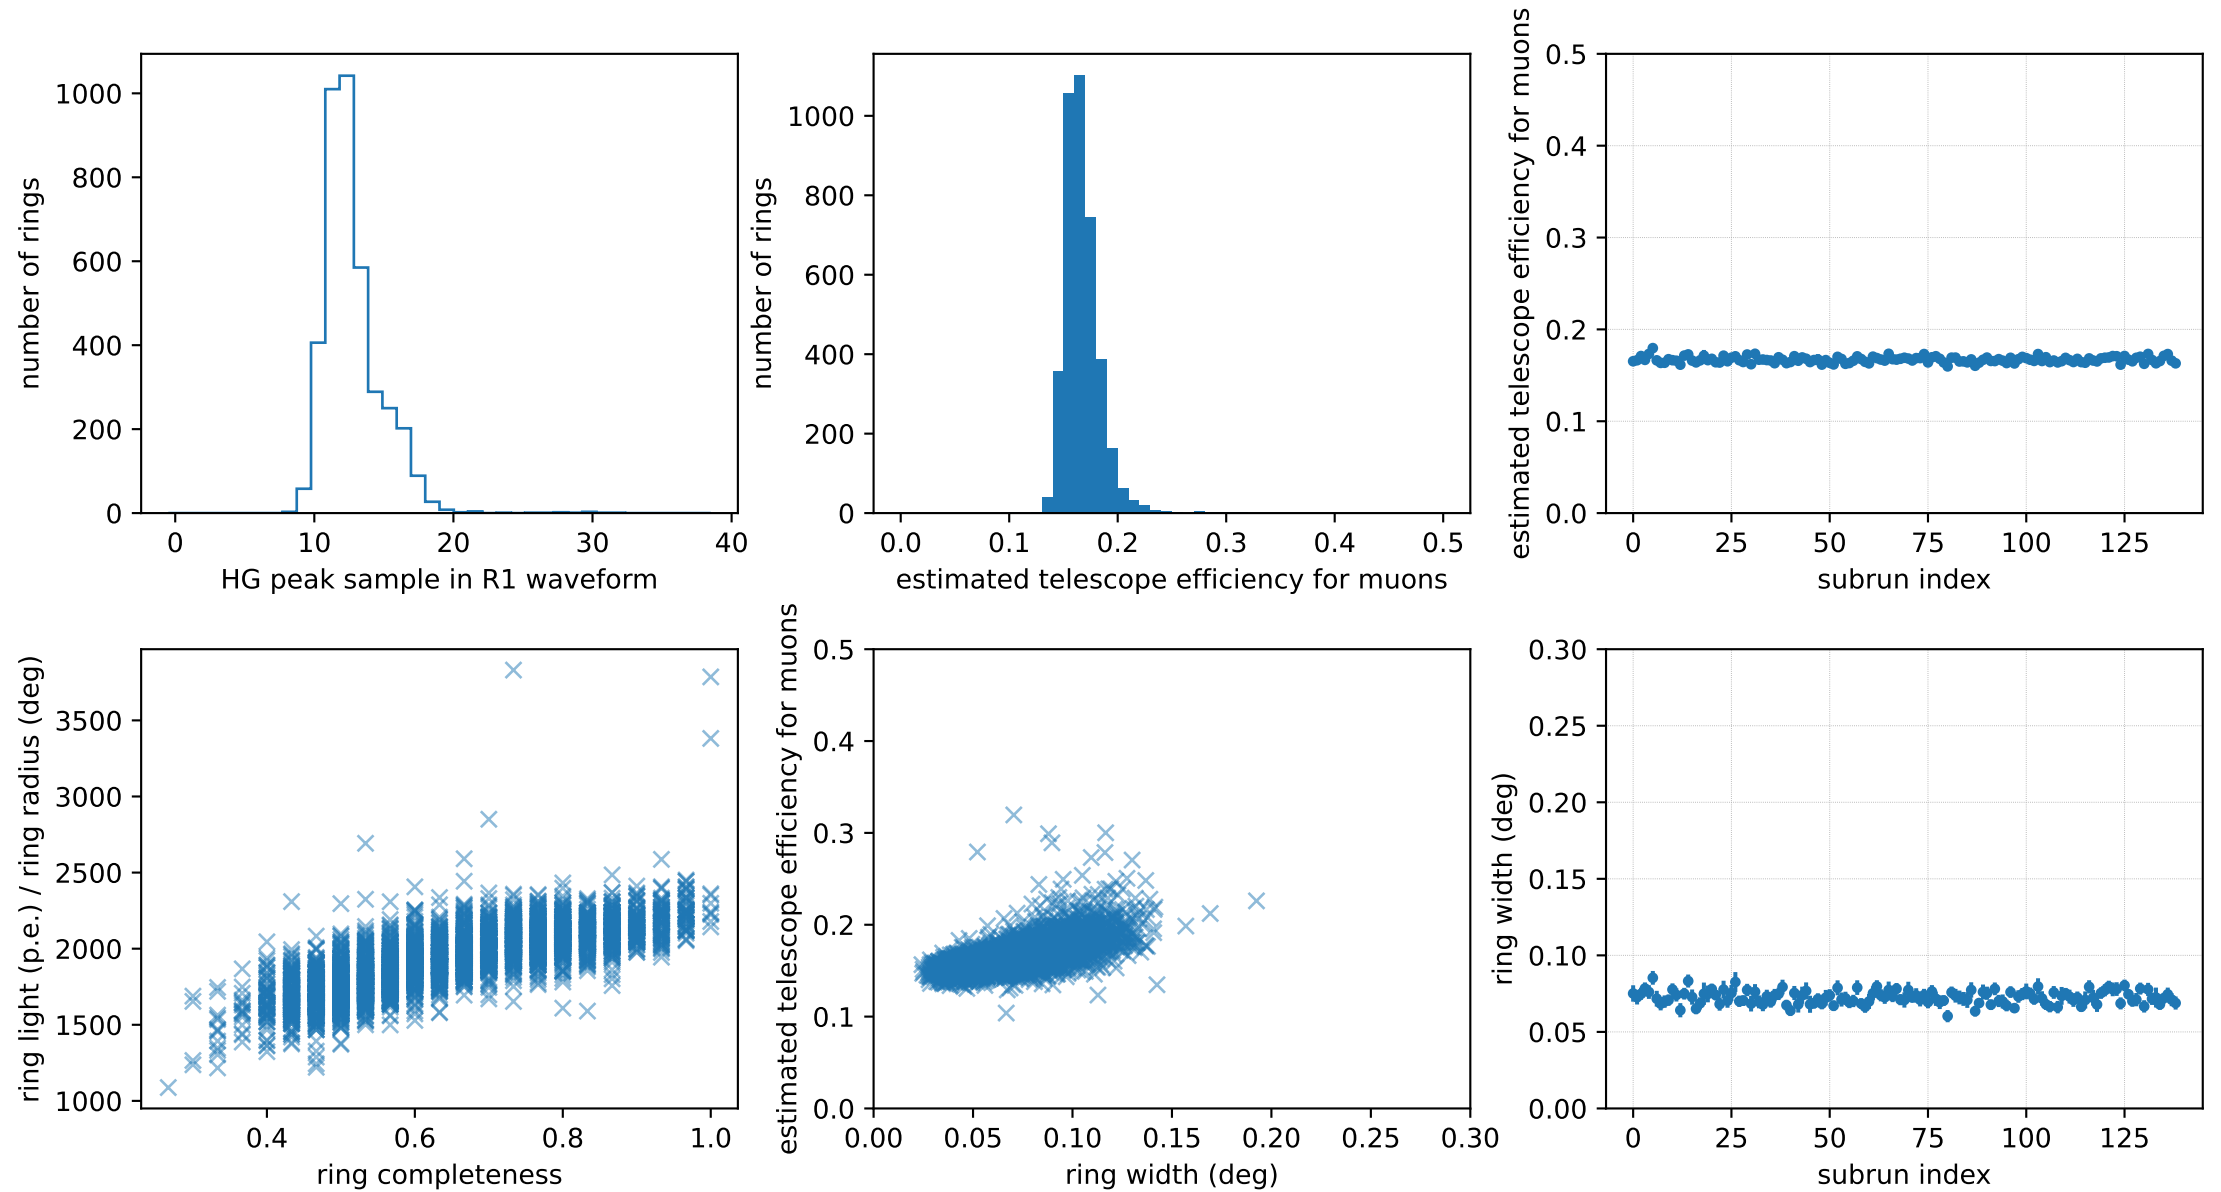 number of rings
1000
800
600
400
200
0
0 10 20 30 40
HG peak sample in R1 waveform
number of rings
1000
800
600
400
200
0
0.0 0.1 0.2 0.3 0.4 0.5
estimated telescope efficiency for muons
estimated telescope efficiency for muons
0.5
0.4
0.3
0.2
0.1
0.0
0 25 50 75 100 125
subrun index
ring light (p.e.) / ring radius (deg)
3500
3000
2500
2000
1500
1000
0.4 0.6 0.8 1.0
ring completeness
estimated telescope efficiency for muons
0.5
0.4
0.3
0.2
0.1
0.0
0.00 0.05 0.10 0.15 0.20 0.25 0.30
ring width (deg)
ring width (deg)
0.30
0.25
0.20
0.15
0.10
0.05
0.00
0 25 50 75 100 125
subrun index